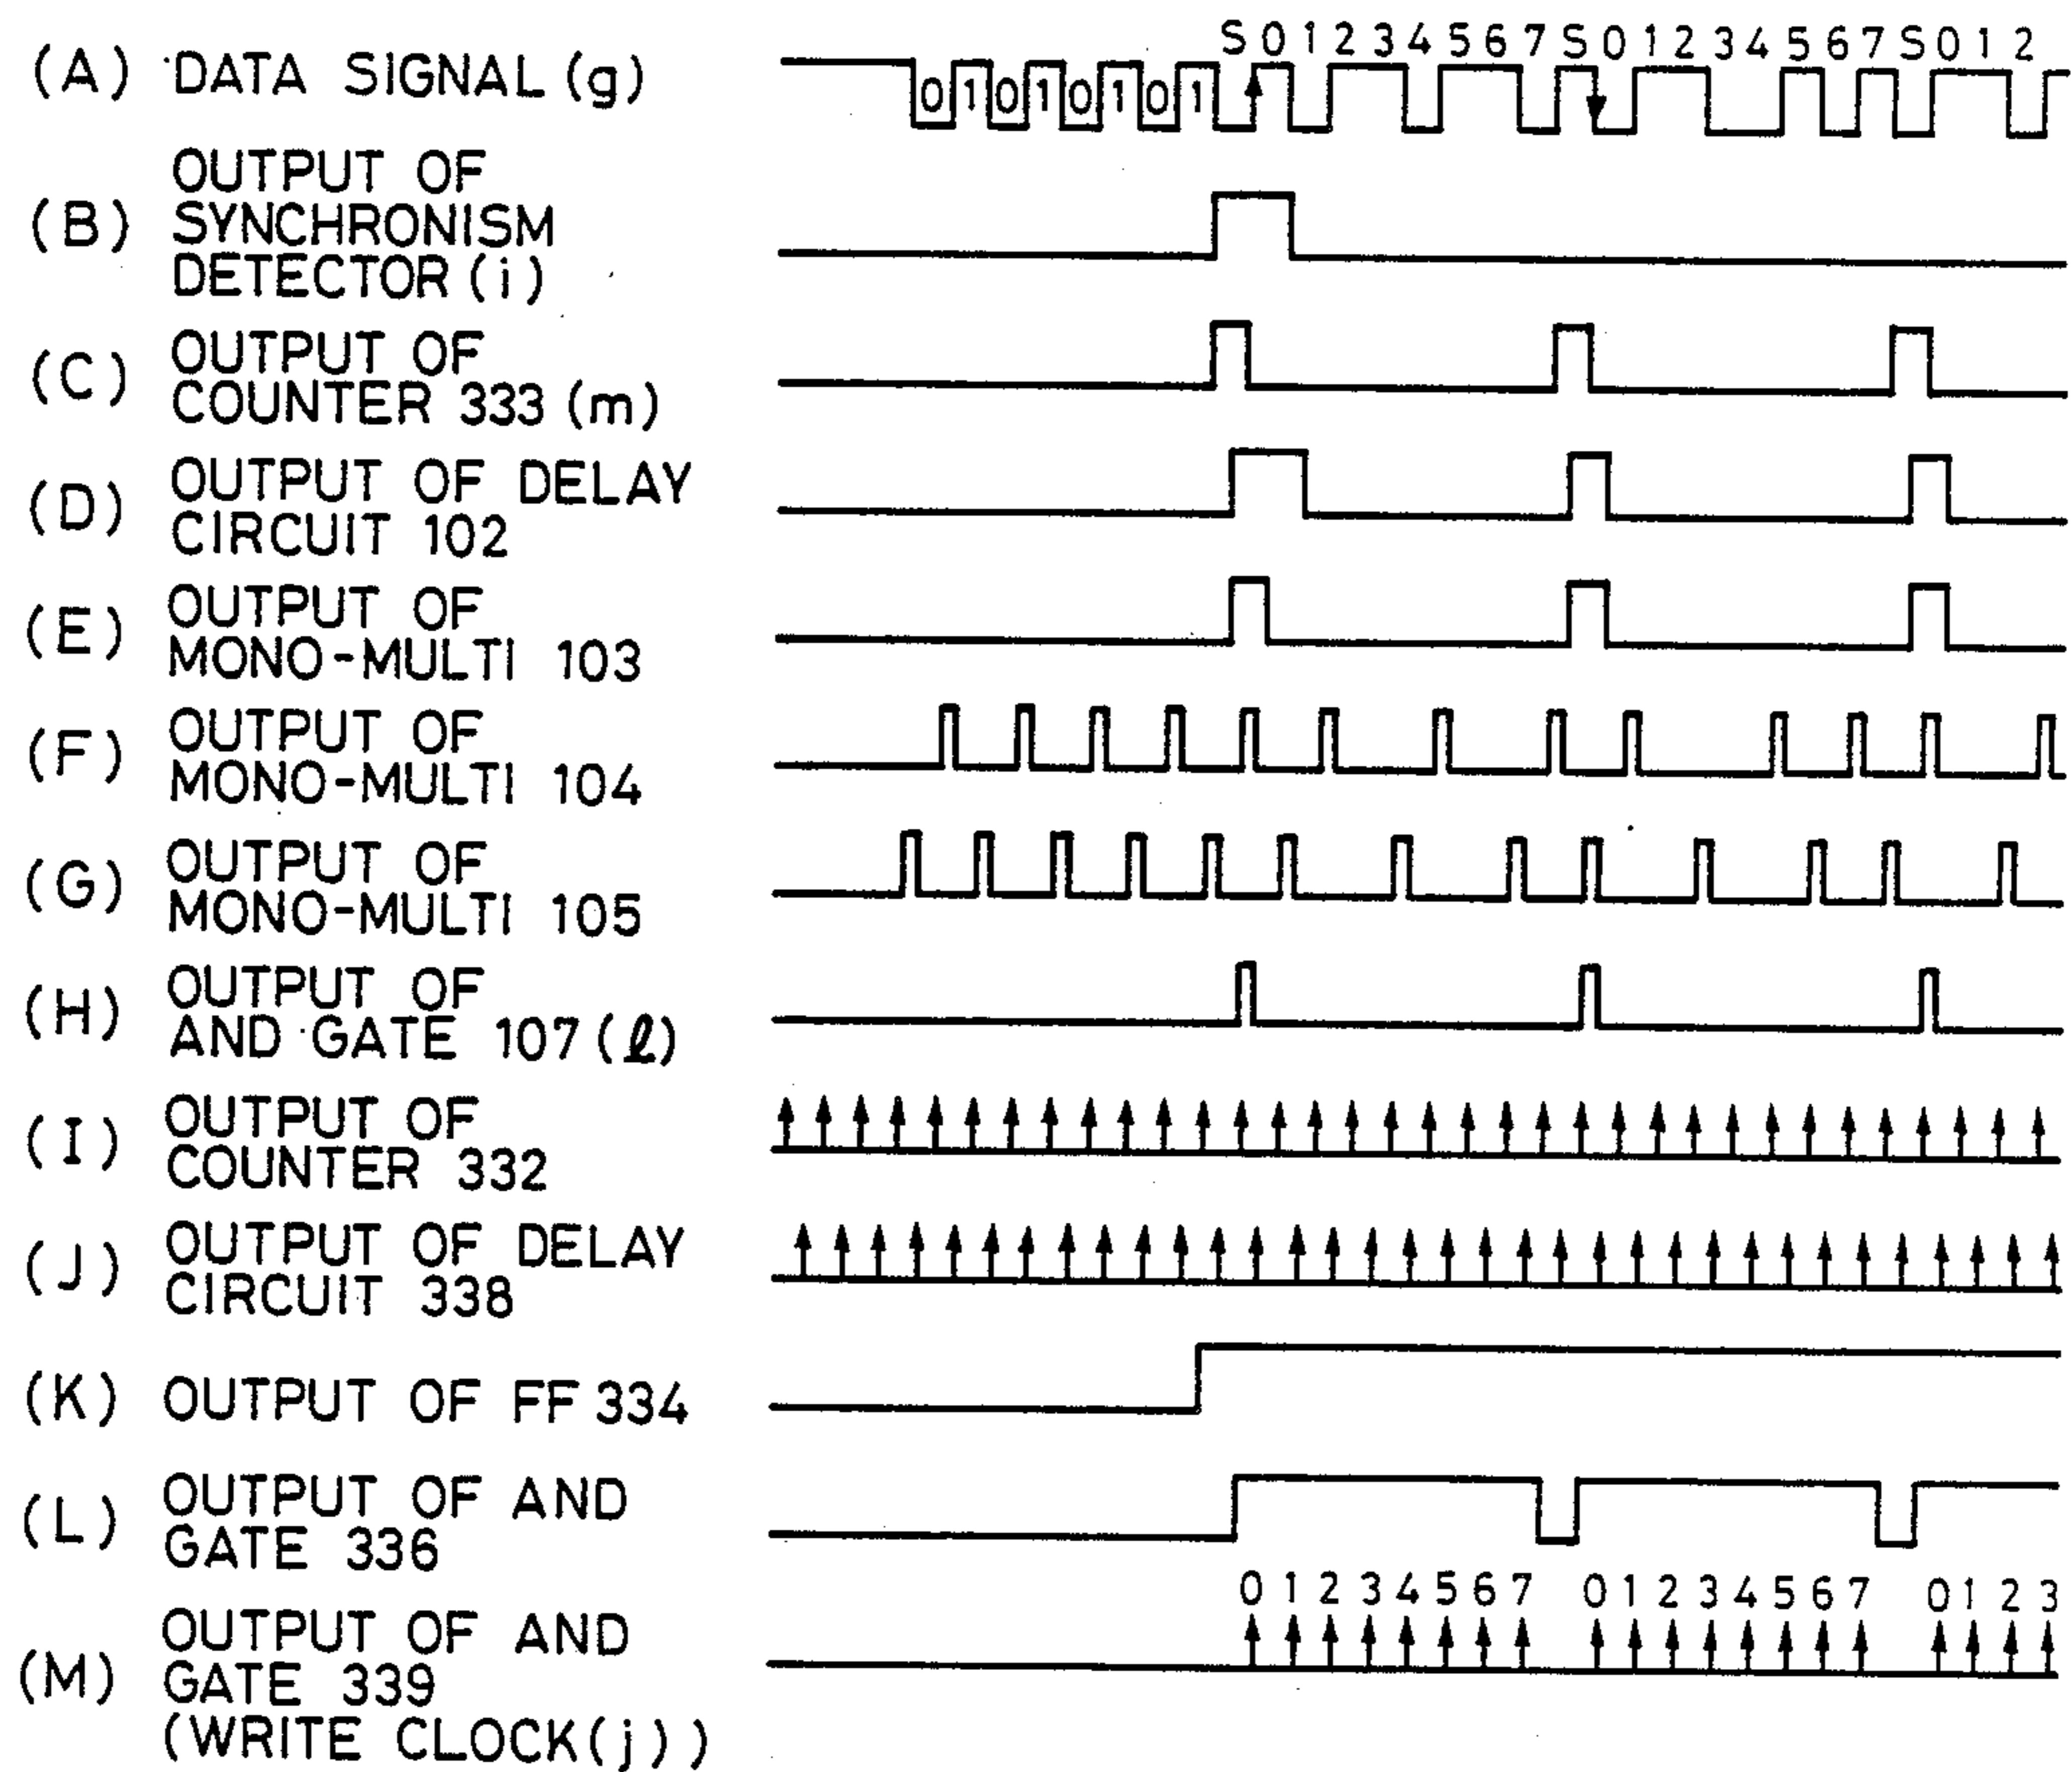 S 0 1 2 3 4 5 6 7 S 0 1 2 3 4 5 6 7 S 0 1 2
(A) DATA SIGNAL (g)
0 1 0 1 0 1 0 1
OUTPUT OF
(B) SYNCHRONISM
DETECTOR (i)
OUTPUT OF
(C) COUNTER 333 (m)
OUTPUT OF DELAY
(D) CIRCUIT 102
OUTPUT OF
(E) MONO-MULTI 103
OUTPUT OF
(F) MONO-MULTI 104
OUTPUT OF
(G) MONO-MULTI 105
OUTPUT OF
(H) AND GATE 107 (ℓ)
OUTPUT OF
(I) COUNTER 332
OUTPUT OF DELAY
(J) CIRCUIT 338
(K) OUTPUT OF FF 334
OUTPUT OF AND
(L) GATE 336
0 1 2 3 4 5 6 7 0 1 2 3 4 5 6 7 0 1 2 3
OUTPUT OF AND
(M) GATE 339
(WRITE CLOCK (j))